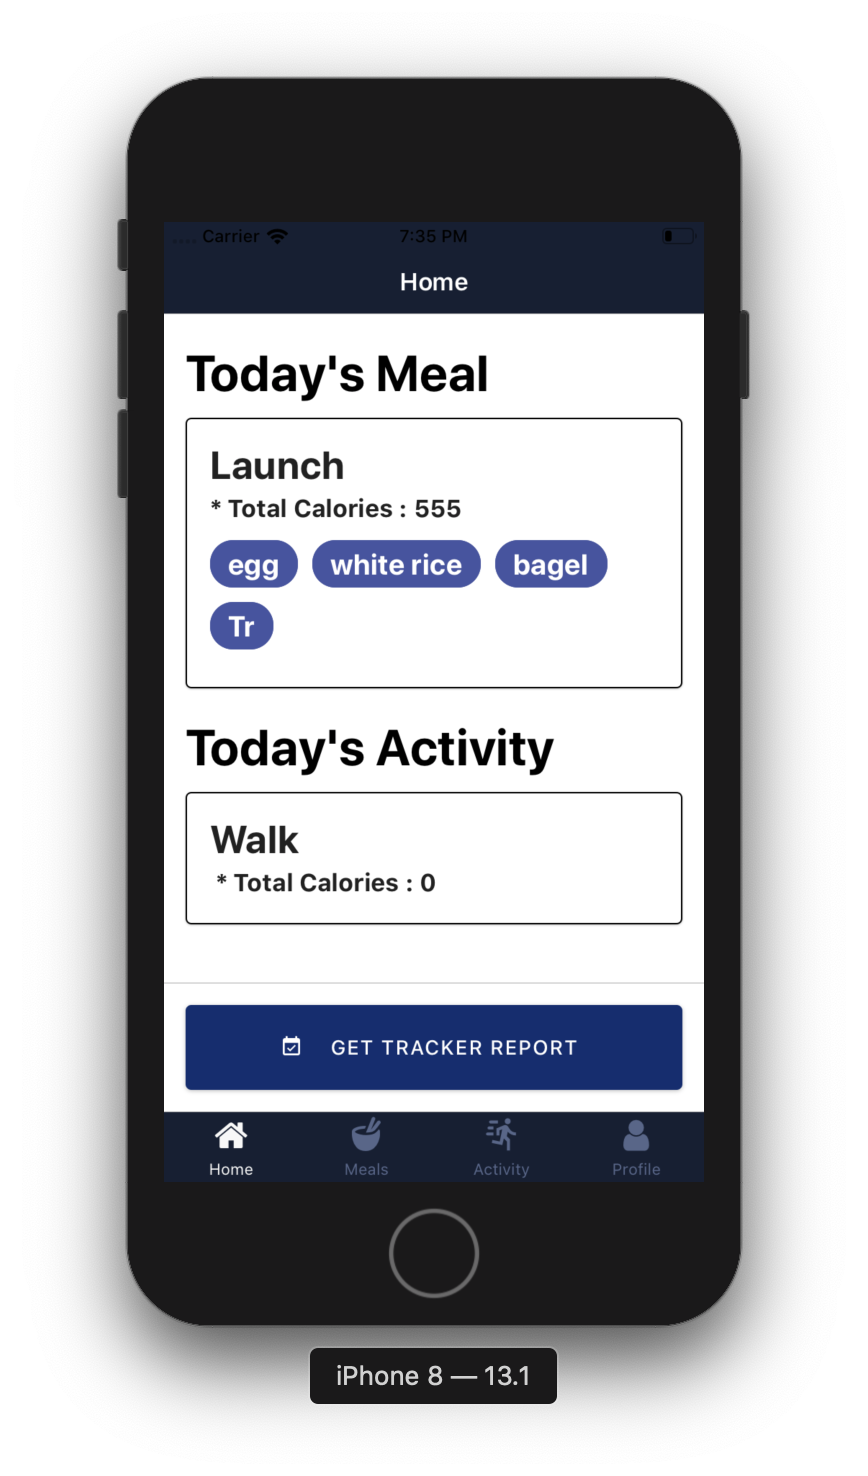 Carrier 7:35 PM
Home
Today's Meal
Launch
* Total Calories : 555
egg white rice bagel
Tr
Today's Activity
Walk
* Total Calories : 0
GET TRACKER REPORT
Home Meals Activity Profile
iPhone 8 — 13.1